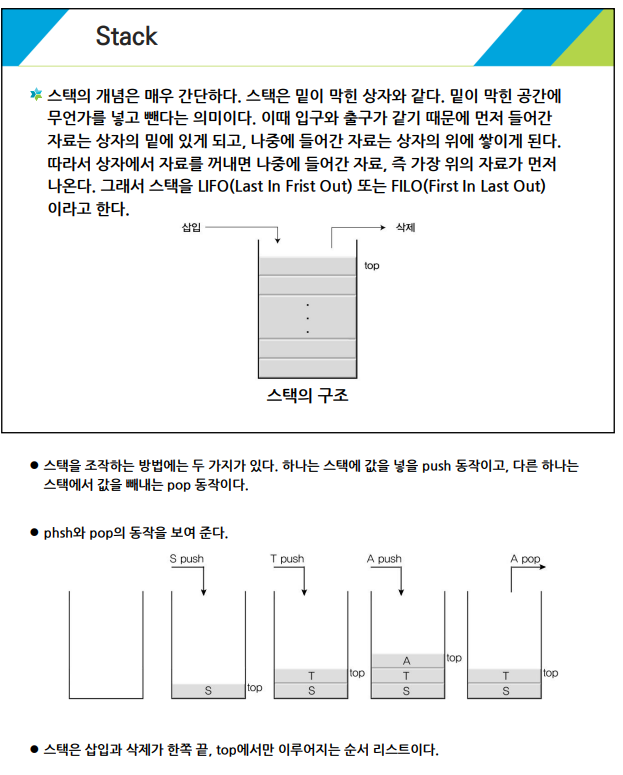 Stack
스택의 개념은 매우 간단하다. 스택은 밑이 막힌 상자와 같다. 밑이 막힌 공간에
무언가를 넣고 뺀다는 의미이다. 이때 입구와 출구가 같기 때문에 먼저 들어간
자료는 상자의 밑에 있게 되고, 나중에 들어간 자료는 상자의 위에 쌓이게 된다.
따라서 상자에서 자료를 꺼내면 나중에 들어간 자료, 즉 가장 위의 자료가 먼저
나온다. 그래서 스택을 LIFO(Last In Frist Out) 또는 FILO(First In Last Out)
이라고 한다.
삽입 삭제
top
스택의 구조
● 스택을 조작하는 방법에는 두 가지가 있다. 하나는 스택에 값을 넣을 push 동작이고, 다른 하나는
스택에서 값을 빼내는 pop 동작이다.
● phsh와 pop의 동작을 보여 준다.
S push T push A push A pop
A top
T top T T top
S top S S S
● 스택은 삽입과 삭제가 한쪽 끝, top에서만 이루어지는 순서 리스트이다.